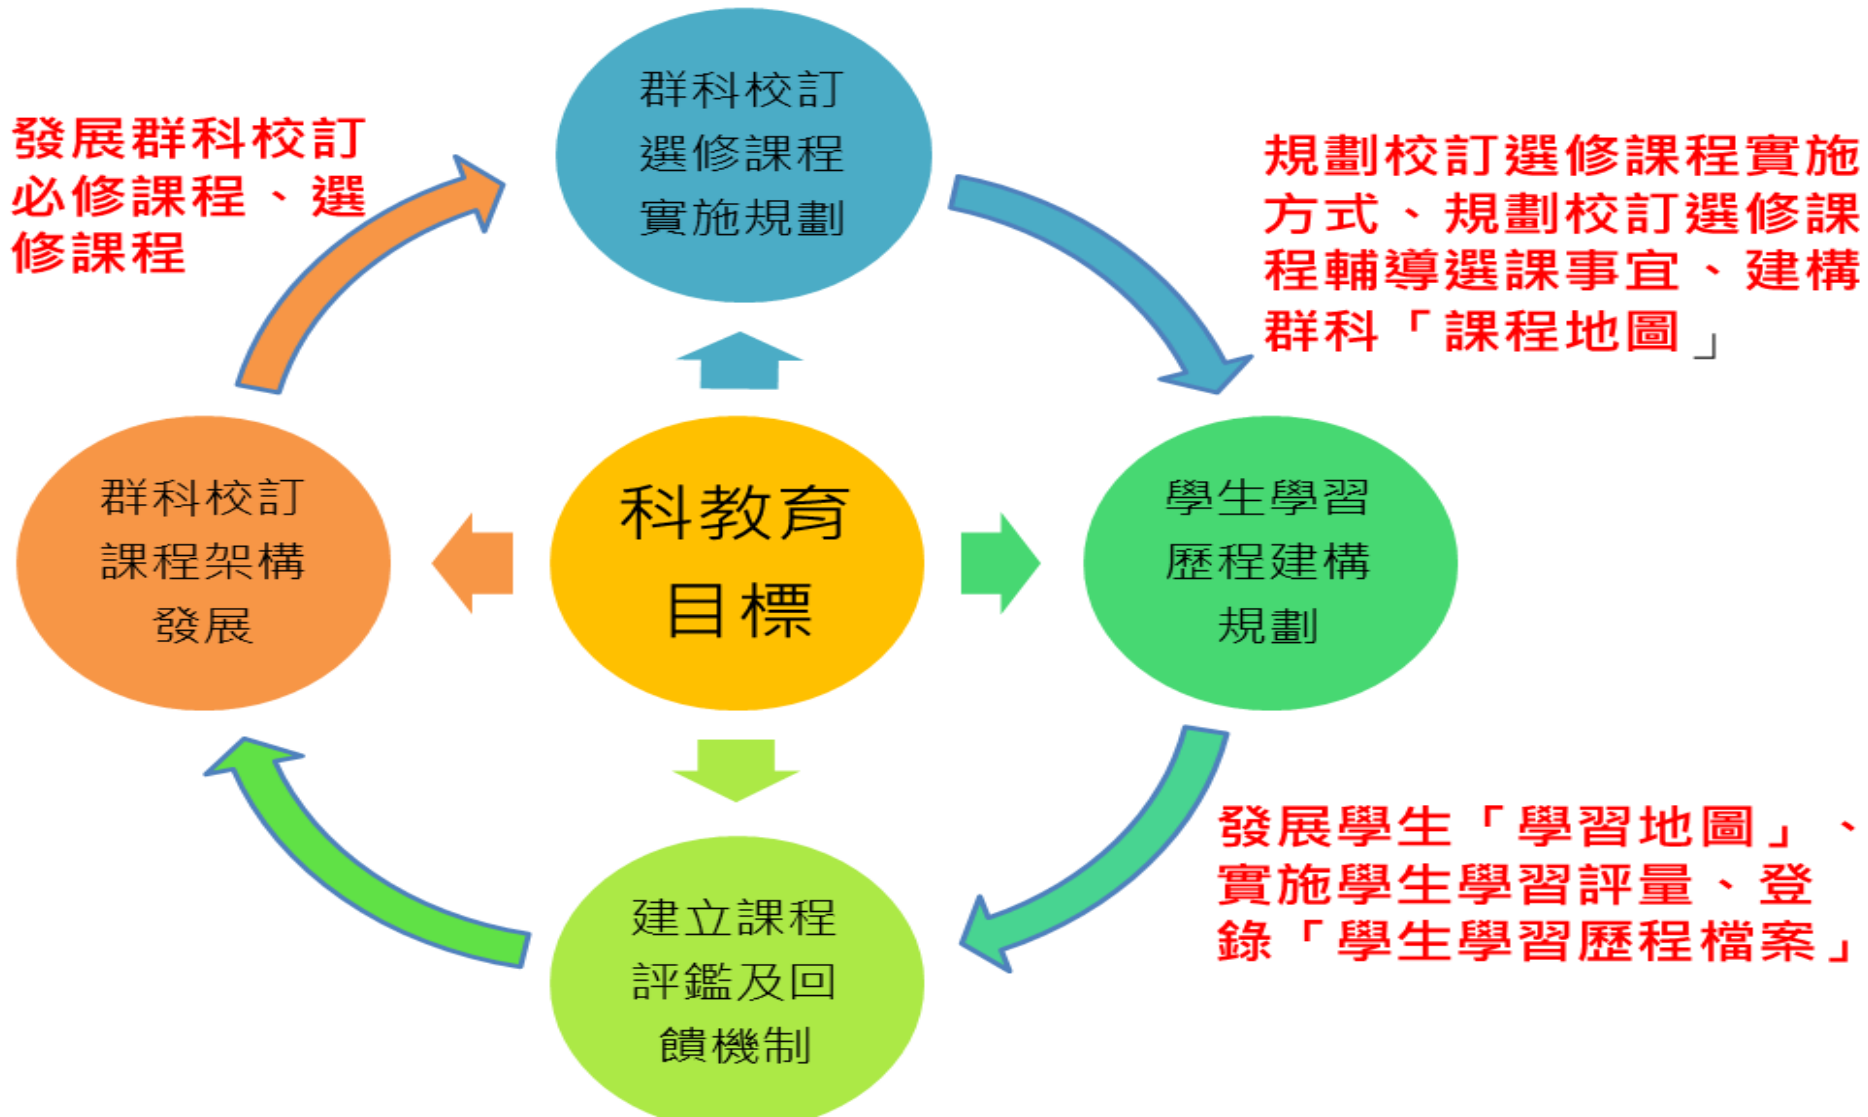 群科校訂
選修課程
實施規劃
發展群科校訂
必修課程、選
修課程
規劃校訂選修課程實施
方式、規劃校訂選修課
程輔導選課事宜、建構
群科「課程地圖」
群科校訂
課程架構
發展
科教育
目標
學生學習
歷程建構
規劃
建立課程
評鑑及回
饋機制
發展學生「學習地圖」、
實施學生學習評量、登
錄「學生學習歷程檔案」